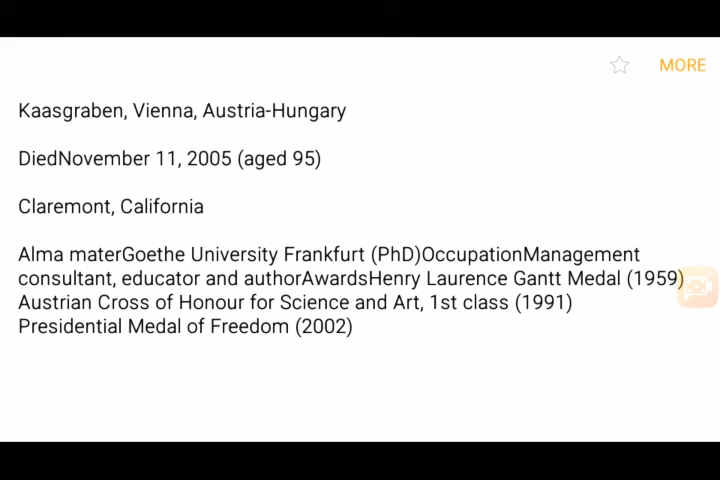 MORE
Kaasgraben, Vienna, Austria-Hungary
DiedNovember 11, 2005 (aged 95)
Claremont, California
Alma materGoethe University Frankfurt (PhD)OccupationManagement
consultant, educator and authorAwardsHenry Laurence Gantt Medal (1959)
Austrian Cross of Honour for Science and Art, 1st class (1991)
Presidential Medal of Freedom (2002)